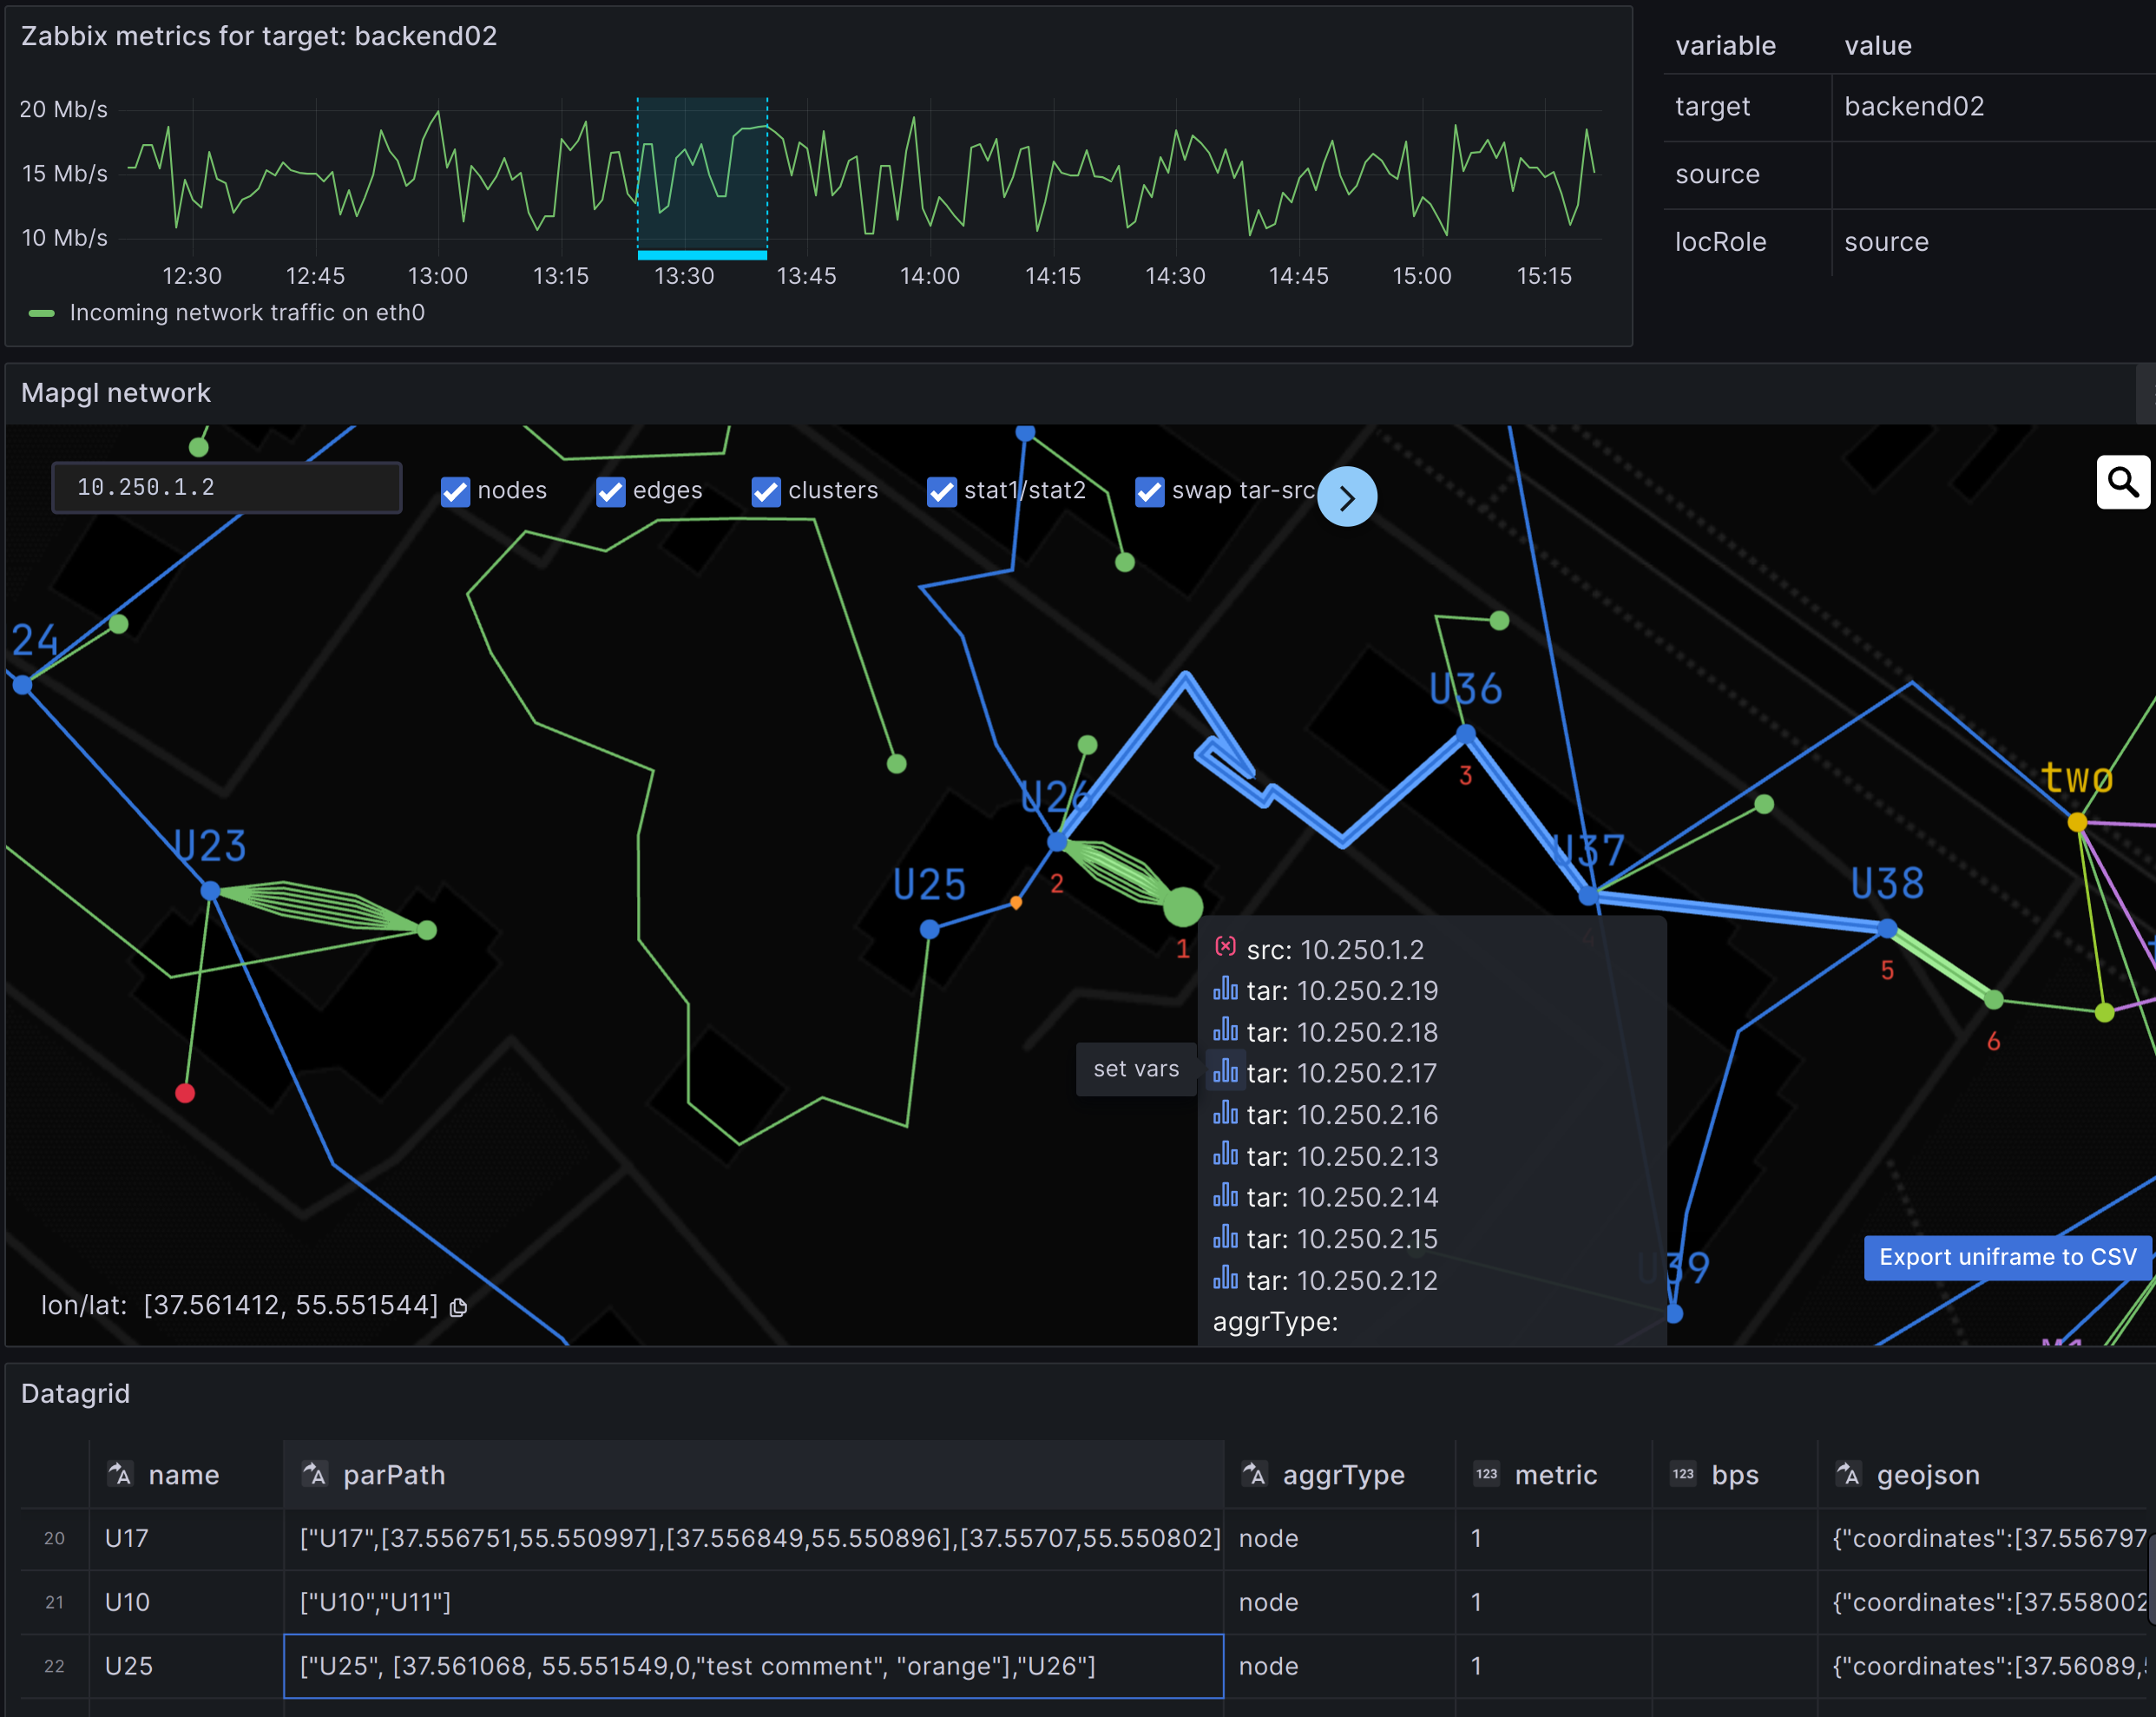 Zabbix metrics for target: backend02
20 Mb/s
15 Mb/s
10 Mb/s
12:30 12:45 13:00 13:15 13:30 13:45 14:00 14:15 14:30 14:45 15:00 15:15
Incoming network traffic on eth0
variable value
target backend02
source
locRole source
Mapgl network
10.250.1.2
nodes edges clusters stat1/stat2 swap tar-src
24
U36
3
two
U26
U23
U37
U25
2
U38
1
4
5
6
src: 10.250.1.2
tar: 10.250.2.19
tar: 10.250.2.18
set vars
tar: 10.250.2.17
tar: 10.250.2.16
tar: 10.250.2.13
tar: 10.250.2.14
tar: 10.250.2.15
tar: 10.250.2.12
aggrType:
U39
Export uniframe to CSV
lon/lat: [37.561412, 55.551544]
Datagrid
name parPath aggrType metric bps geojson
20 U17 ["U17",[37.556751,55.550997],[37.556849,55.550896],[37.55707,55.550802] node 1 {"coordinates":[37.556797
21 U10 ["U10","U11"] node 1 {"coordinates":[37.558002
22 U25 ["U25", [37.561068, 55.551549,0,"test comment", "orange"],"U26"] node 1 {"coordinates":[37.56089,